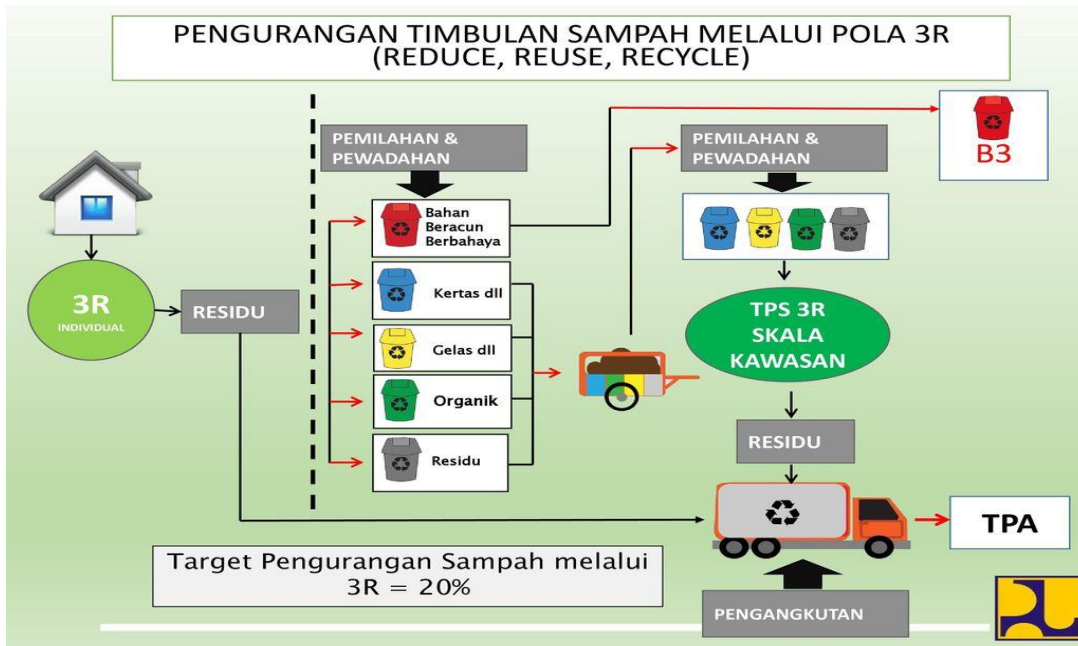 PENGURANGAN TIMBULAN SAMPAH MELALUI POLA 3R
(REDUCE, REUSE, RECYCLE)
3R
INDIVIDUAL
RESIDU
PEMILAHAN &
PEWADAHAN
Bahan
Beracun
Berbahaya
Kertas dll
Gelas dll
Organik
Residu
PEMILAHAN &
PEWADAHAN
B3
TPS 3R
SKALA
KAWASAN
RESIDU
TPA
PENGANGKUTAN
Target Pengurangan Sampah melalui
3R = 20%